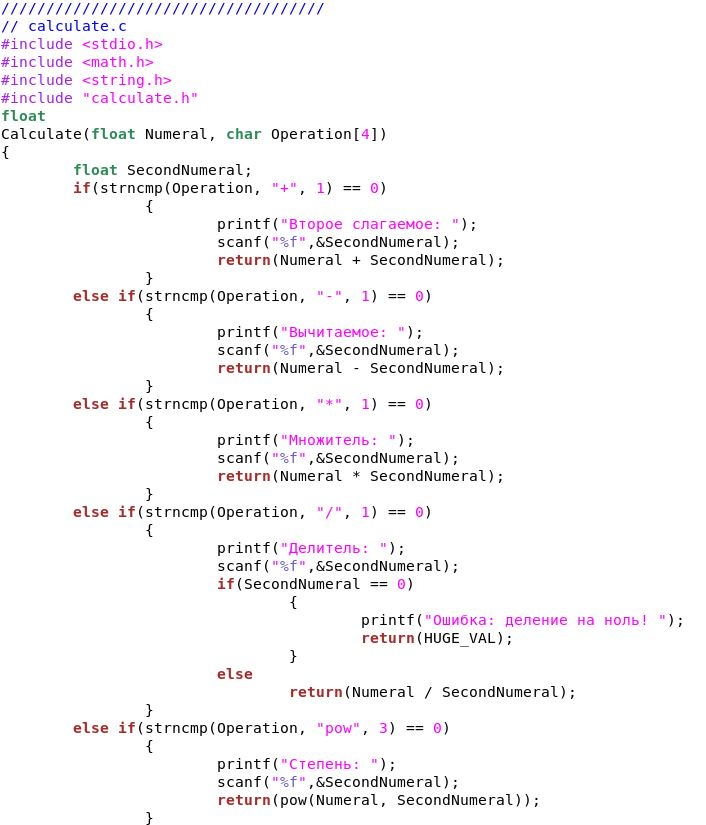 ////////////////////////////////////
// calculate.c
#include <stdio.h>
#include <math.h>
#include <string.h>
#include "calculate.h"
float
Calculate(float Numeral, char Operation[4])
{
        float SecondNumeral;
        if(strncmp(Operation, "+", 1) == 0)
                {
                        printf("Второе слагаемое: ");
                        scanf("%f",&SecondNumeral);
                        return(Numeral + SecondNumeral);
                }
        else if(strncmp(Operation, "-", 1) == 0)
                {
                        printf("Вычитаемое: ");
                        scanf("%f",&SecondNumeral);
                        return(Numeral - SecondNumeral);
                }
        else if(strncmp(Operation, "*", 1) == 0)
                {
                        printf("Множитель: ");
                        scanf("%f",&SecondNumeral);
                        return(Numeral * SecondNumeral);
                }
        else if(strncmp(Operation, "/", 1) == 0)
                {
                        printf("Делитель: ");
                        scanf("%f",&SecondNumeral);
                        if(SecondNumeral == 0)
                                {
                                        printf("Ошибка: деление на ноль! ");
                                        return(HUGE_VAL);
                                }
                        else
                                return(Numeral / SecondNumeral);
                }
        else if(strncmp(Operation, "pow", 3) == 0)
                {
                        printf("Степень: ");
                        scanf("%f",&SecondNumeral);
                        return(pow(Numeral, SecondNumeral));
                }